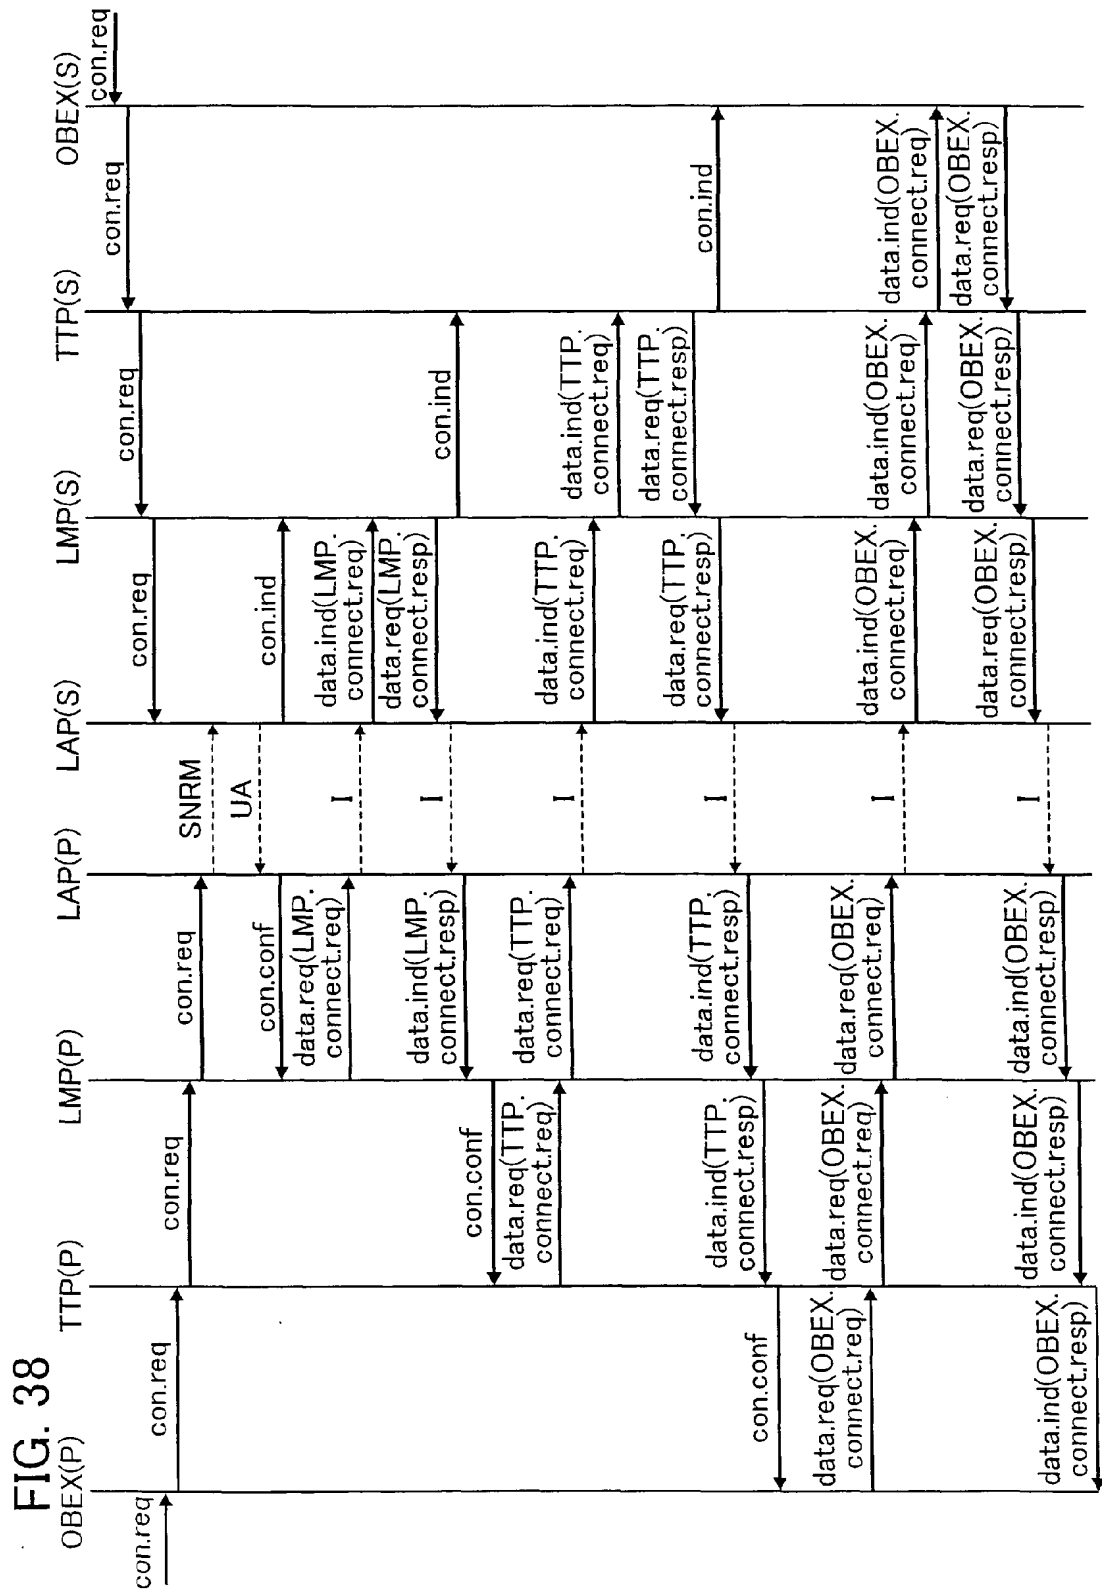 FIG. 38
OBEX(P)
TTP(P)
LMP(P)
LAP(P)
LAP(S)
LMP(S)
TTP(S)
OBEX(S)
con.req
con.req
con.req
con.req
con.req
con.req
con.req
con.req
SNRM
UA
con.conf
con.ind
data.req(LMP.
connect.req)
I
data.ind(LMP.
connect.req)
data.req(LMP.
connect.resp)
I
data.ind(LMP.
connect.resp)
con.ind
con.conf
data.req(TTP.
connect.req)
data.req(TTP.
connect.req)
I
data.ind(TTP.
connect.req)
data.ind(TTP.
connect.req)
data.req(TTP.
connect.resp)
con.ind
data.req(TTP.
connect.resp)
I
data.ind(TTP.
connect.resp)
data.ind(TTP.
connect.resp)
con.conf
data.req(OBEX.
connect.req)
data.req(OBEX.
connect.req)
data.req(OBEX.
connect.req)
I
data.ind(OBEX.
connect.req)
data.ind(OBEX.
connect.req)
data.ind(OBEX.
connect.req)
data.req(OBEX.
connect.resp)
data.req(OBEX.
connect.resp)
data.req(OBEX.
connect.resp)
I
data.ind(OBEX.
connect.resp)
data.ind(OBEX.
connect.resp)
data.ind(OBEX.
connect.resp)